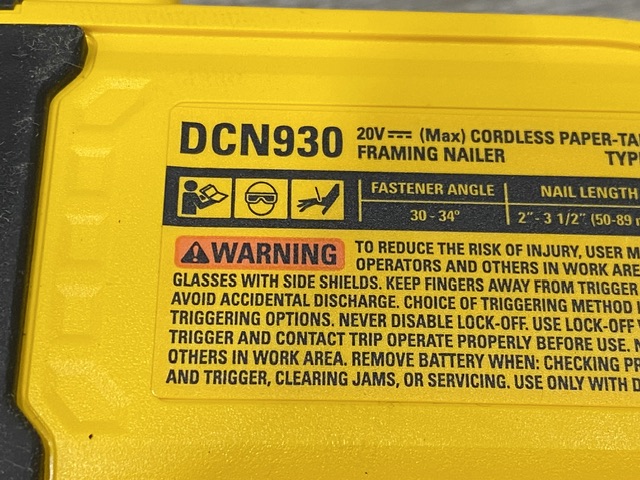 DCN930 20V (Max) CORDLESS PAPER-TA
FRAMING NAILER TYP
FASTENER ANGLE NAIL LENGTH
30 - 34° 2" - 3 1/2" (50-89
WARNING TO REDUCE THE RISK OF INJURY, USER M
OPERATORS AND OTHERS IN WORK ARE
GLASSES WITH SIDE SHIELDS. KEEP FINGERS AWAY FROM TRIGGER
AVOID ACCIDENTAL DISCHARGE. CHOICE OF TRIGGERING METHOD
TRIGGERING OPTIONS. NEVER DISABLE LOCK-OFF. USE LOCK-OFF
TRIGGER AND CONTACT TRIP OPERATE PROPERLY BEFORE USE.
OTHERS IN WORK AREA. REMOVE BATTERY WHEN: CHECKING PR
AND TRIGGER, CLEARING JAMS, OR SERVICING. USE ONLY WITH D